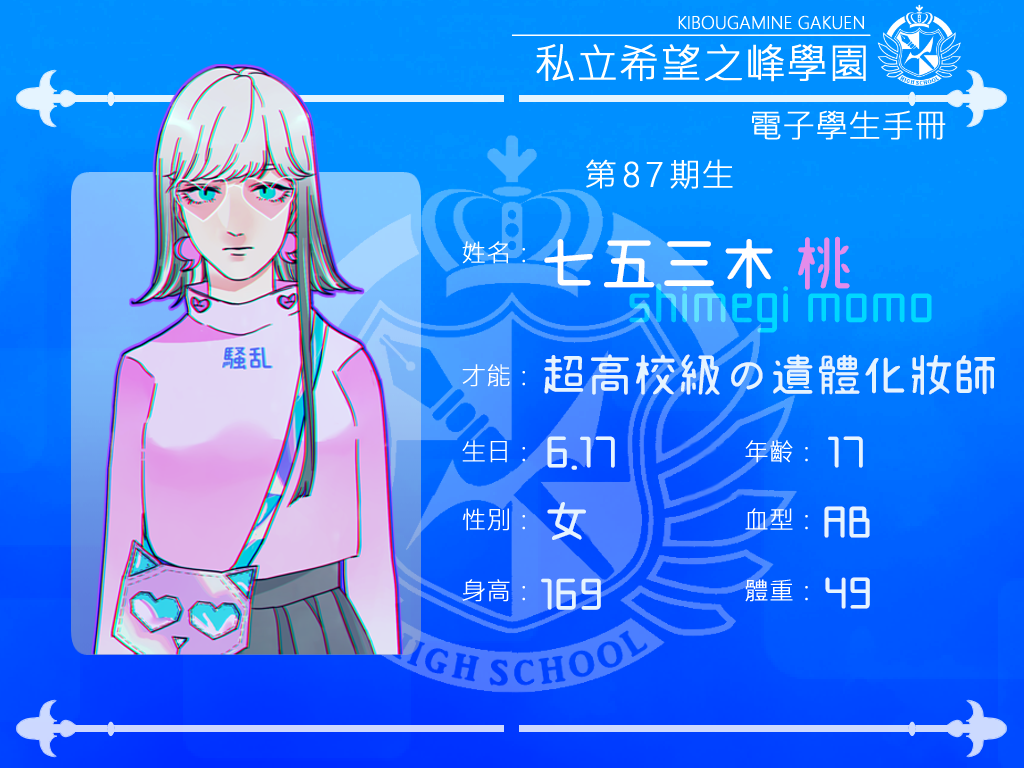 KIBOUGAMINE GAKUEN
私立希望之峰學園
HIGH SCHOOL
電子學生手冊
第87期生
姓名： 七五三木 桃
shimegi momo
騷乱
才能： 超高校級の遺體化妝師
生日： 6.17 年齡： 17
性別： 女 血型： AB
身高： 169 體重： 49
HIGH SCHOOL